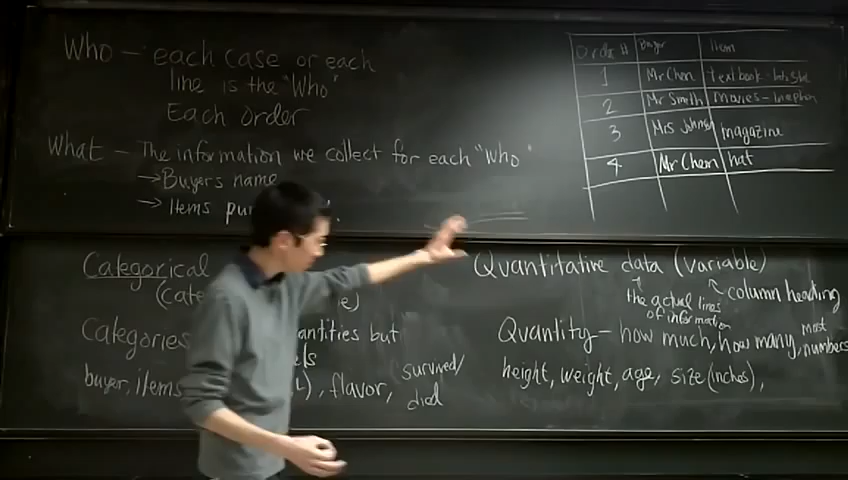 Who - each case or each
line is the "Who"
Each order
What - The information we collect for each "Who"
→ Buyers name
→ Items
Order # Buyer Item
1 Mr Chen textbook
2 Mr Smith movies - Inception
3 Mrs Johnson magazine
4 Mr Chen hat
Categorical
Categories
but
buyer, items
, flavor, survived/
died
Quantitative data (variable)
the actual lines
of information
column heading
Quantity - how much, how many, most
numbers
height, weight, age, size (inches),